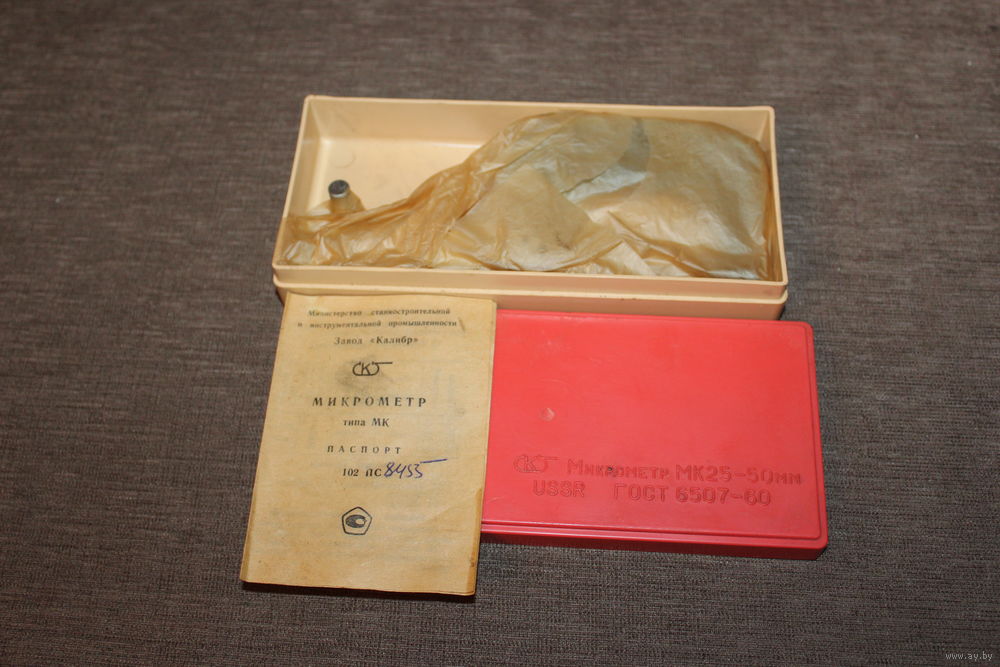 Министерство станкостроительной
и инструментальной промышленности
Завод «Калибр»
МИКРОМЕТР
типа МК
ПАСПОРТ
102 ПС 8455
Микрометр МК25-50мм
USSR ГОСТ 6507-60
www.ay.by